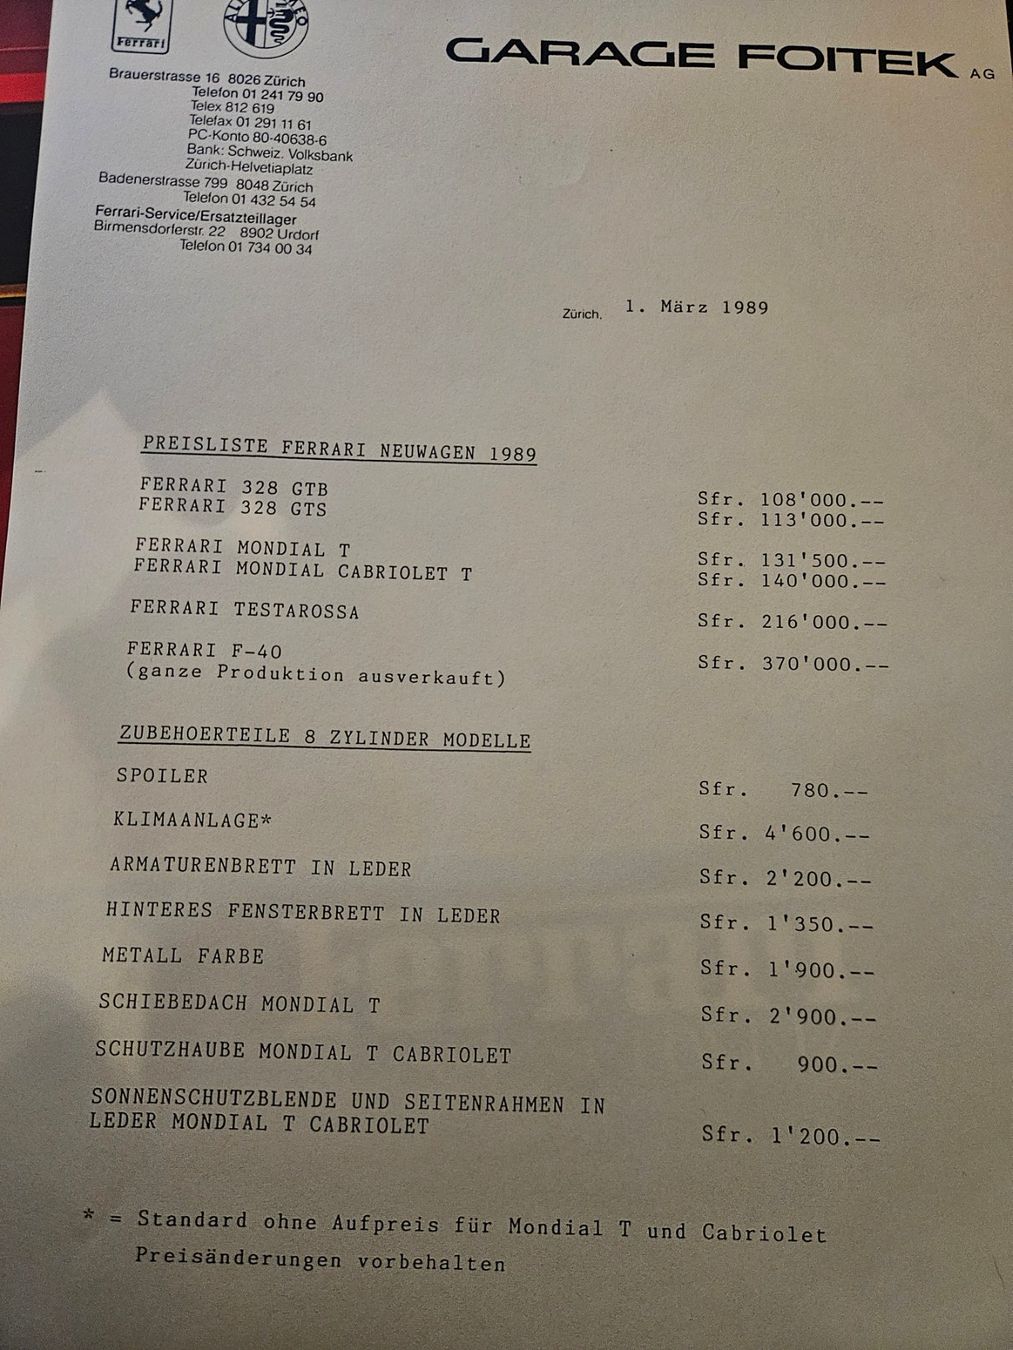 Ferrari
GARAGE FOITEK AG
Brauerstrasse 16 8026 Zürich
Telefon 01 241 79 90
Telex 812 619
Telefax 01 291 11 61
PC-Konto 80-40638-6
Bank: Schweiz. Volksbank
Zürich-Helvetiaplatz
Badenerstrasse 799 8048 Zürich
Telefon 01 432 54 54
Ferrari-Service/Ersatzteillager
Birmensdorferstr. 22 8902 Urdorf
Telefon 01 734 00 34
Zürich, 1. März 1989
PREISLISTE FERRARI NEUWAGEN 1989
FERRARI 328 GTB Sfr. 108'000.--
FERRARI 328 GTS Sfr. 113'000.--
FERRARI MONDIAL T Sfr. 131'500.--
FERRARI MONDIAL CABRIOLET T Sfr. 140'000.--
FERRARI TESTAROSSA Sfr. 216'000.--
FERRARI F-40 Sfr. 370'000.--
(ganze Produktion ausverkauft)
ZUBEHOERTEILE 8 ZYLINDER MODELLE
SPOILER Sfr. 780.--
KLIMAANLAGE* Sfr. 4'600.--
ARMATURENBRETT IN LEDER Sfr. 2'200.--
HINTERES FENSTERBRETT IN LEDER Sfr. 1'350.--
METALL FARBE Sfr. 1'900.--
SCHIEBEDACH MONDIAL T Sfr. 2'900.--
SCHUTZHAUBE MONDIAL T CABRIOLET Sfr. 900.--
SONNENSCHUTZBLENDE UND SEITENRAHMEN IN
LEDER MONDIAL T CABRIOLET Sfr. 1'200.--
* = Standard ohne Aufpreis für Mondial T und Cabriolet
Preisänderungen vorbehalten